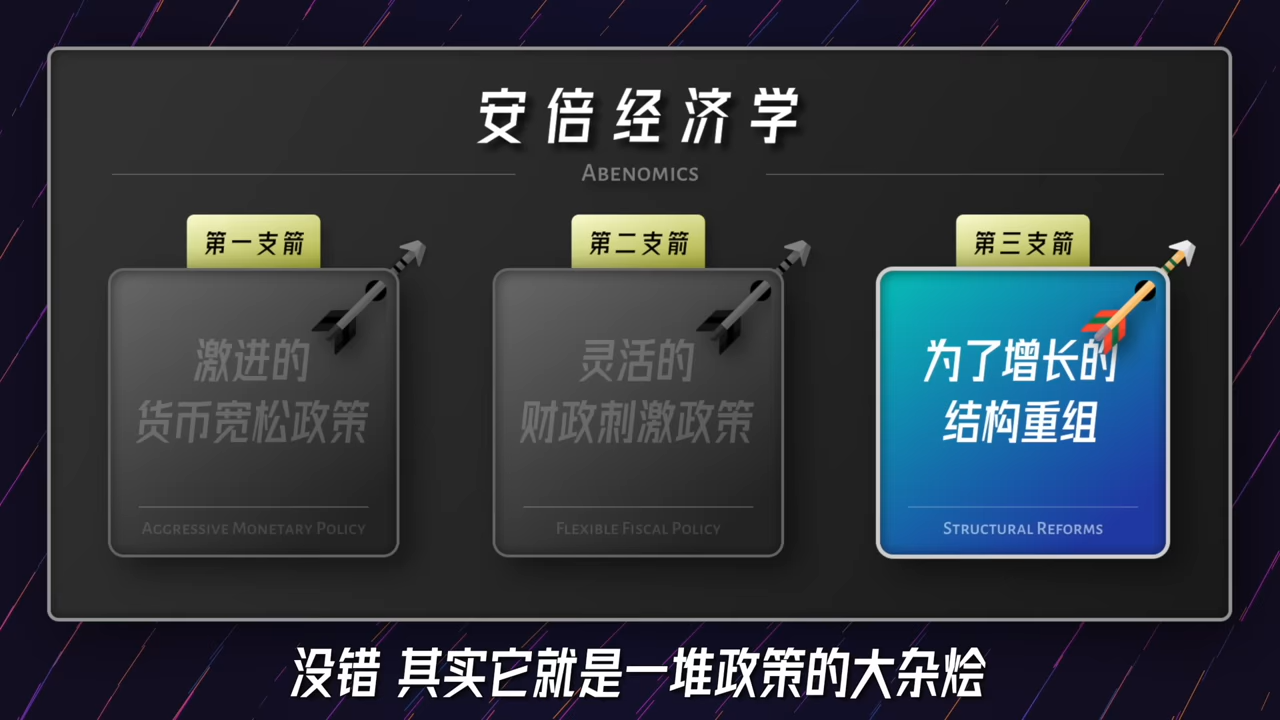 安倍经济学
Abenomics
第一支箭
激进的
货币宽松政策
Aggressive Monetary Policy
第二支箭
灵活的
财政刺激政策
Flexible Fiscal Policy
第三支箭
为了增长的
结构重组
Structural Reforms
没错 其实它就是一堆政策的大杂烩